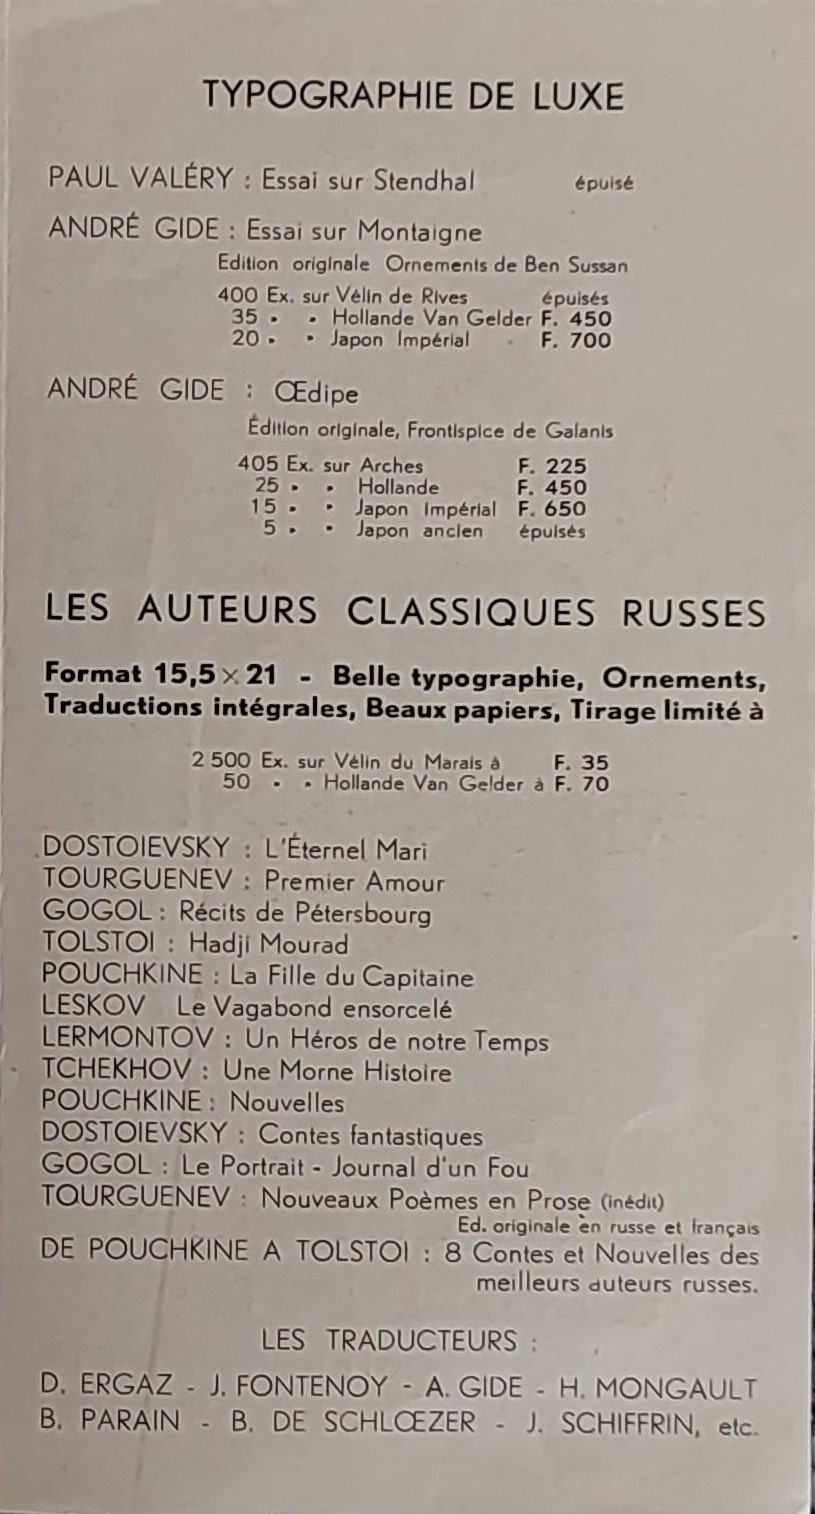 TYPOGRAPHIE DE LUXE
PAUL VALÉRY : Essai sur Stendhal épuisé
ANDRÉ GIDE : Essai sur Montaigne
Edition originale Ornements de Ben Sussan
400 Ex. sur Vélin de Rives épuisés
35 " " Hollande Van Gelder F. 450
20 " " Japon Impérial F. 700
ANDRÉ GIDE : Œdipe
Édition originale, Frontispice de Galanis
405 Ex. sur Arches F. 225
25 " " Hollande F. 450
15 " " Japon Impérial F. 650
5 " " Japon ancien épuisés
LES AUTEURS CLASSIQUES RUSSES
Format 15,5 × 21 - Belle typographie, Ornements,
Traductions intégrales, Beaux papiers, Tirage limité à
2 500 Ex. sur Vélin du Marais à F. 35
50 " " Hollande Van Gelder à F. 70
DOSTOIEVSKY : L'Éternel Mari
TOURGUENEV : Premier Amour
GOGOL : Récits de Pétersbourg
TOLSTOI : Hadji Mourad
POUCHKINE : La Fille du Capitaine
LESKOV Le Vagabond ensorcelé
LERMONTOV : Un Héros de notre Temps
TCHEKHOV : Une Morne Histoire
POUCHKINE : Nouvelles
DOSTOIEVSKY : Contes fantastiques
GOGOL : Le Portrait - Journal d'un Fou
TOURGUENEV : Nouveaux Poèmes en Prose (inédit)
Ed. originale en russe et français
DE POUCHKINE A TOLSTOI : 8 Contes et Nouvelles des
meilleurs auteurs russes.
LES TRADUCTEURS :
D. ERGAZ - J. FONTENOY - A. GIDE - H. MONGAULT
B. PARAIN - B. DE SCHLŒZER - J. SCHIFFRIN, etc.